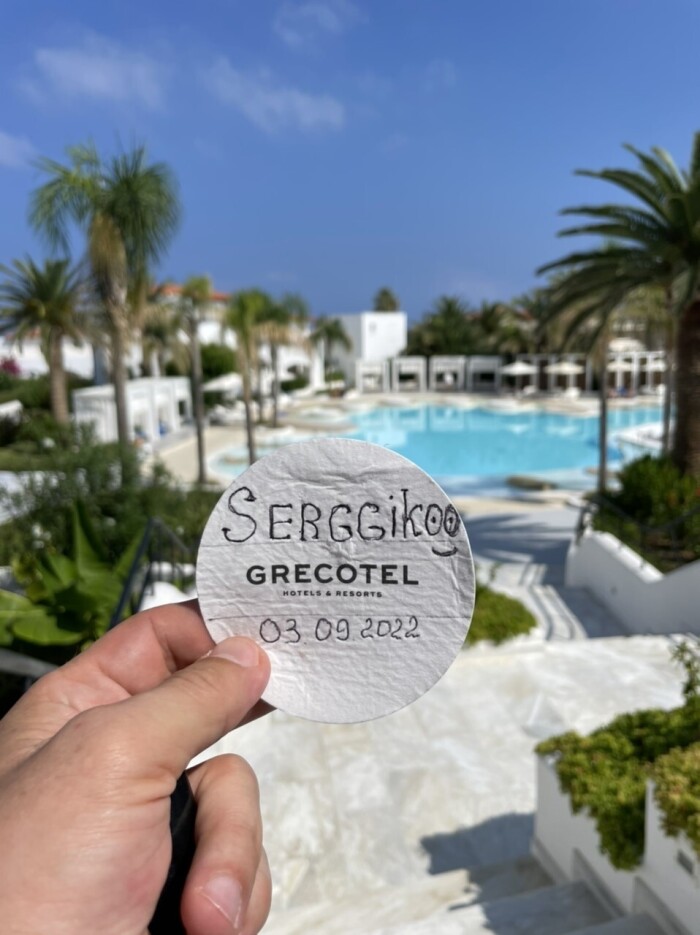 SERGGiKoo
GRECOTEL
HOTELS & RESORTS
03.09 2022